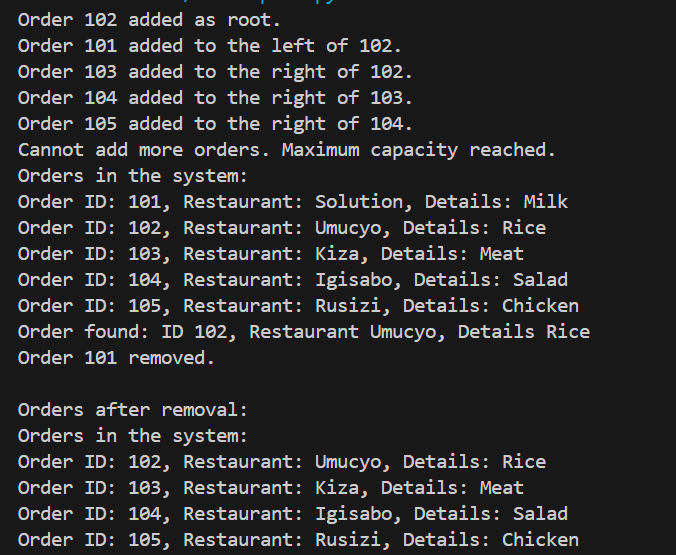 Order 102 added as root.
Order 101 added to the left of 102.
Order 103 added to the right of 102.
Order 104 added to the right of 103.
Order 105 added to the right of 104.
Cannot add more orders. Maximum capacity reached.
Orders in the system:
Order ID: 101, Restaurant: Solution, Details: Milk
Order ID: 102, Restaurant: Umucyo, Details: Rice
Order ID: 103, Restaurant: Kiza, Details: Meat
Order ID: 104, Restaurant: Igisabo, Details: Salad
Order ID: 105, Restaurant: Rusizi, Details: Chicken
Order found: ID 102, Restaurant Umucyo, Details Rice
Order 101 removed.

Orders after removal:
Orders in the system:
Order ID: 102, Restaurant: Umucyo, Details: Rice
Order ID: 103, Restaurant: Kiza, Details: Meat
Order ID: 104, Restaurant: Igisabo, Details: Salad
Order ID: 105, Restaurant: Rusizi, Details: Chicken